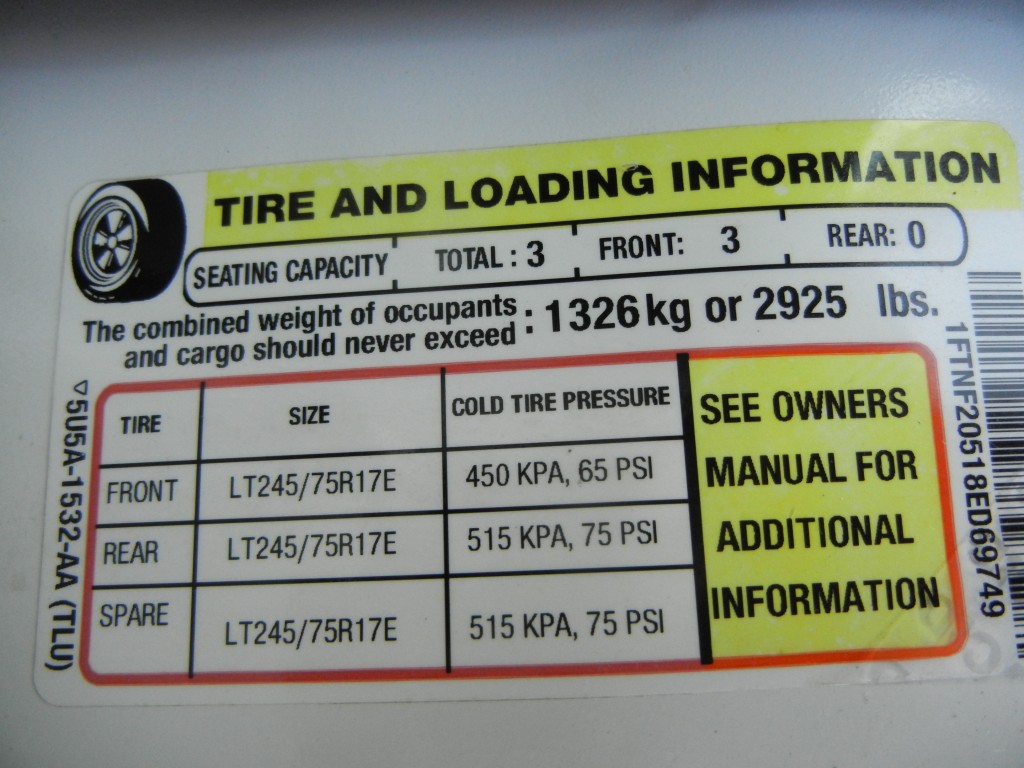 TIRE AND LOADING INFORMATION
SEATING CAPACITY TOTAL : 3 FRONT: 3 REAR: 0
The combined weight of occupants
and cargo should never exceed : 1326 kg or 2925 lbs.
TIRE SIZE COLD TIRE PRESSURE
FRONT LT245/75R17E 450 KPA, 65 PSI
REAR LT245/75R17E 515 KPA, 75 PSI
SPARE LT245/75R17E 515 KPA, 75 PSI
SEE OWNERS
MANUAL FOR
ADDITIONAL
INFORMATION
5U5A-1532-AA (TLU)
1FTNF20518ED69749